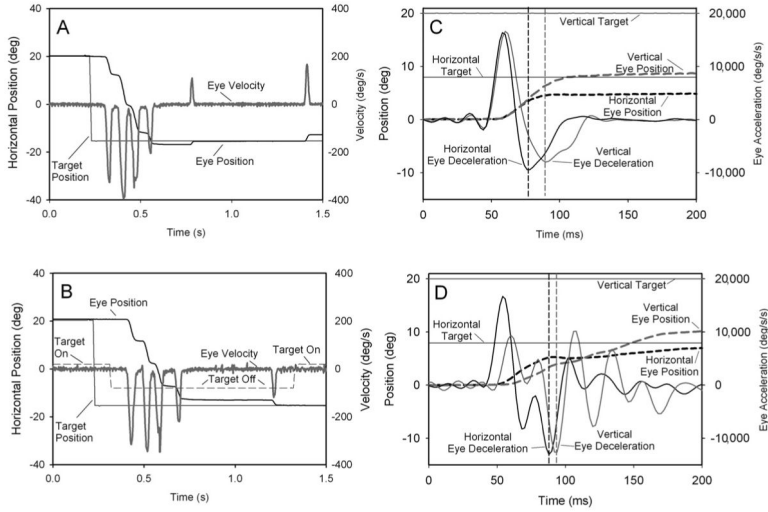 A
40
20
0
-20
-40
Horizontal Position (deg)
400
200
0
-200
-400
Velocity (deg/s)
Eye Velocity
Target
Position
Eye Position
0.0
0.5
1.0
1.5
Time (s)
C
20
10
0
-10
Position (deg)
20,000
10,000
0
-10,000
Eye Acceleration (deg/s/s)
Vertical Target
Horizontal
Target
Vertical
Eye Position
Horizontal
Eye Position
Horizontal
Eye Deceleration
Vertical
Eye Deceleration
0
50
100
150
200
Time (ms)
B
40
20
0
-20
-40
Horizontal Position (deg)
400
200
0
-200
-400
Velocity (deg/s)
Eye Position
Target
On
Eye Velocity
Target On
Target Off
Target
Position
0.0
0.5
1.0
1.5
Time (s)
D
20
10
0
-10
Position (deg)
20,000
10,000
0
-10,000
Eye Acceleration (deg/s/s)
Vertical Target
Horizontal
Target
Vertical
Eye Position
Horizontal
Eye Position
Horizontal
Eye Deceleration
Vertical
Eye Deceleration
0
50
100
150
200
Time (ms)